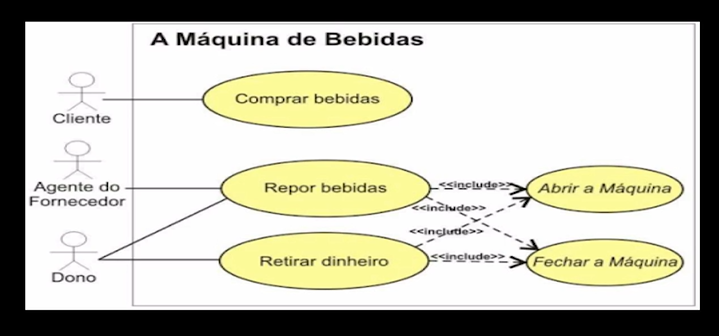 A Máquina de Bebidas
Cliente
Comprar bebidas
Agente do
Fornecedor
Repor bebidas
<<include>>
Abrir a Máquina
<<include>>
<<include>>
Dono
Retirar dinheiro
<<include>>
Fechar a Máquina